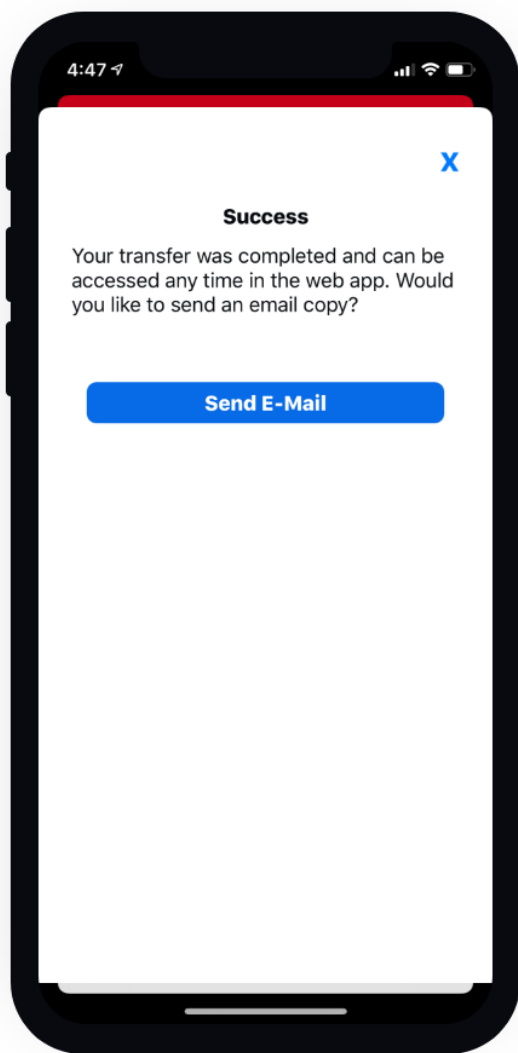 4:47
X
Success
Your transfer was completed and can be
accessed any time in the web app. Would
you like to send an email copy?
Send E-Mail